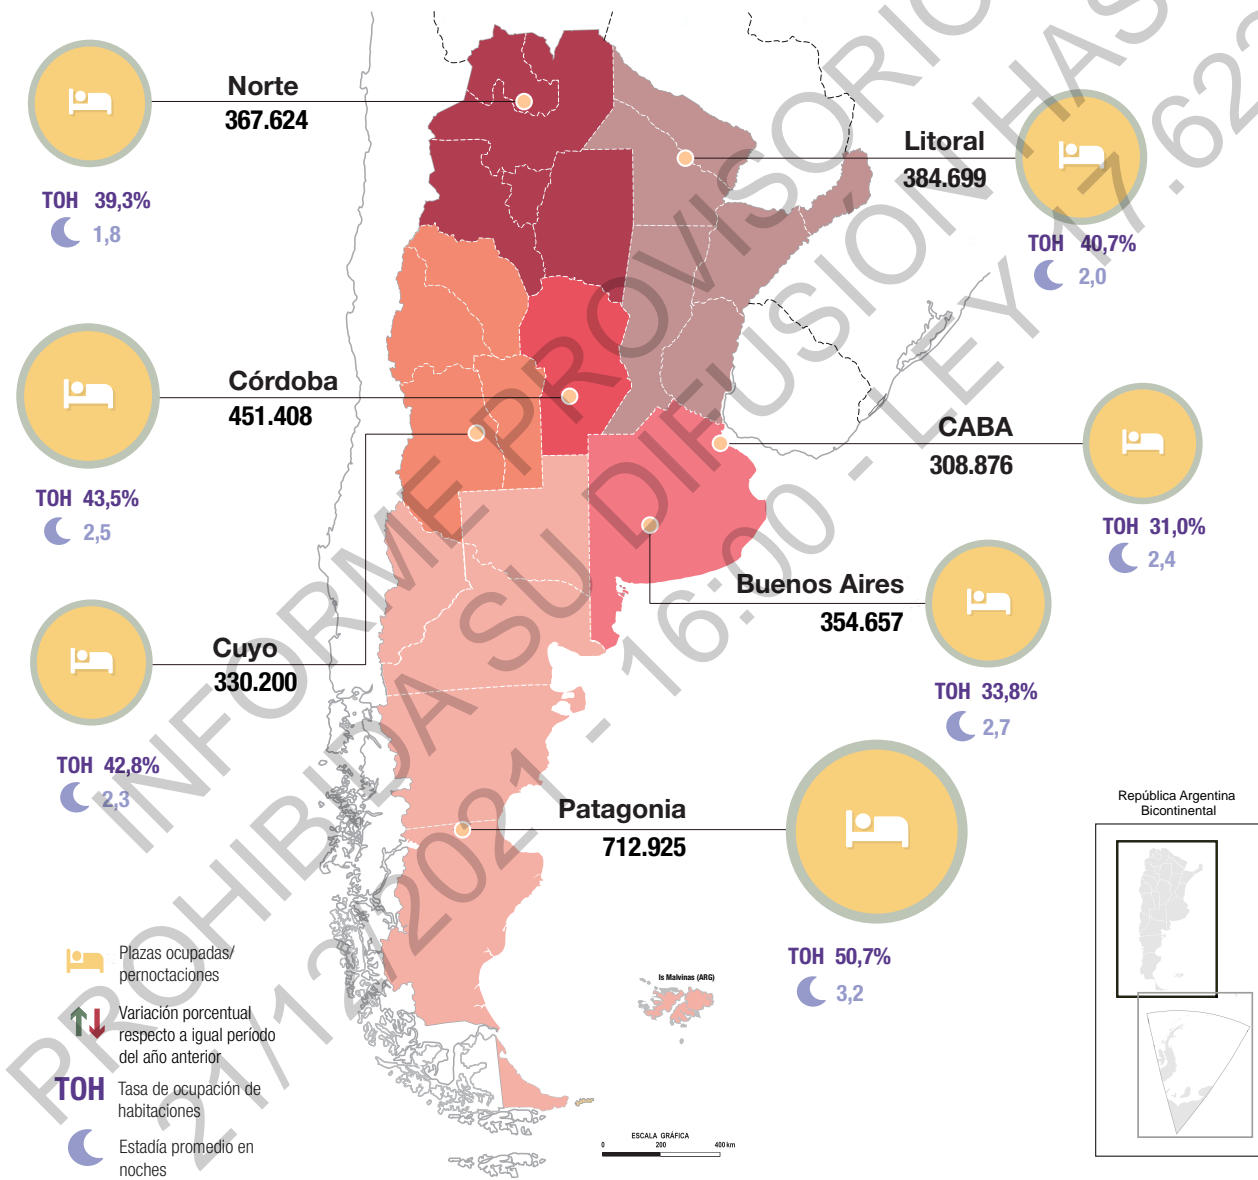 Norte
367.624
TOH 39,3%
1,8
Litoral
384.699
TOH 40,7%
2,0
Córdoba
451.408
TOH 43,5%
2,5
CABA
308.876
TOH 31,0%
2,4
Buenos Aires
354.657
TOH 33,8%
2,7
Cuyo
330.200
TOH 42,8%
2,3
Patagonia
712.925
TOH 50,7%
3,2
Is Malvinas (ARG)
República Argentina
Bicontinental
Plazas ocupadas/
pernoctaciones
Variación porcentual
respecto a igual período
del año anterior
TOH Tasa de ocupación de
habitaciones
Estadía promedio en
noches
ESCALA GRÁFICA
0 200 400 km
INFORME PROVISORIO
PROHIBIDA SU DIFUSIÓN HAS
21/12/2021 - 16:00 - LEY 17.622